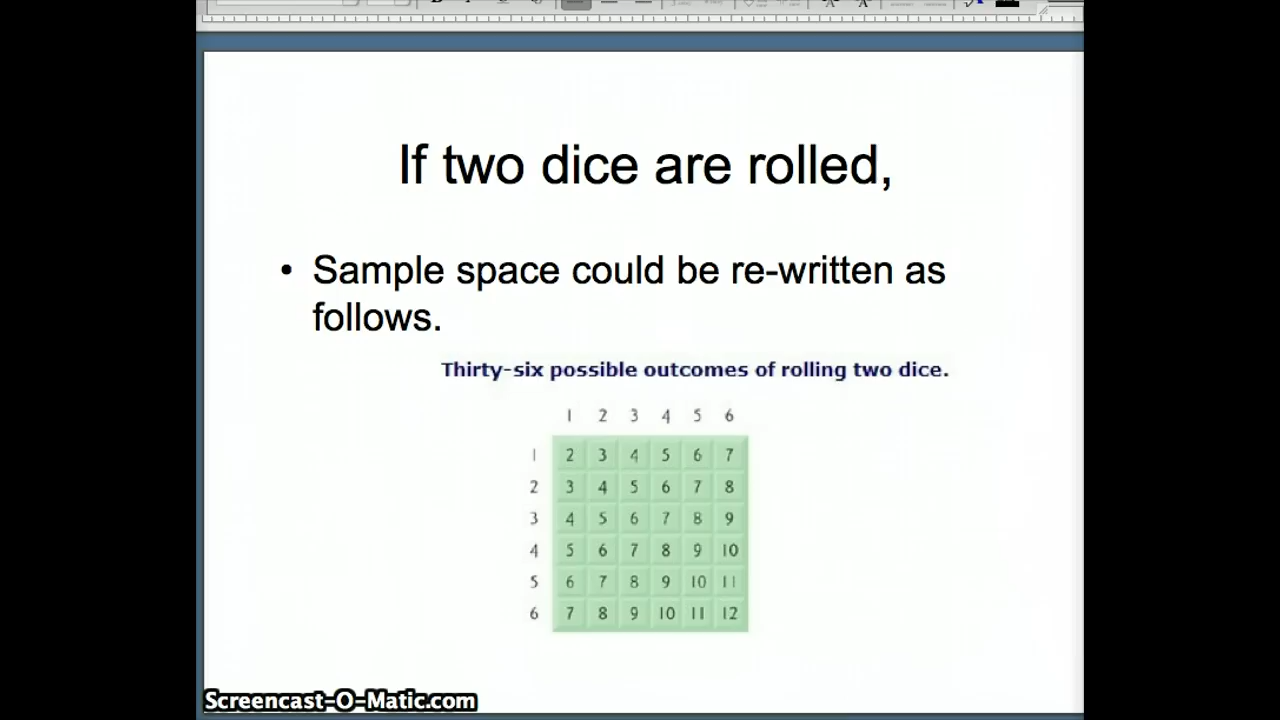 If two dice are rolled,
• Sample space could be re-written as
follows.
Thirty-six possible outcomes of rolling two dice.
1 2 3 4 5 6
1 2 3 4 5 6 7
2 3 4 5 6 7 8
3 4 5 6 7 8 9
4 5 6 7 8 9 10
5 6 7 8 9 10 11
6 7 8 9 10 11 12
Screencast-O-Matic.com